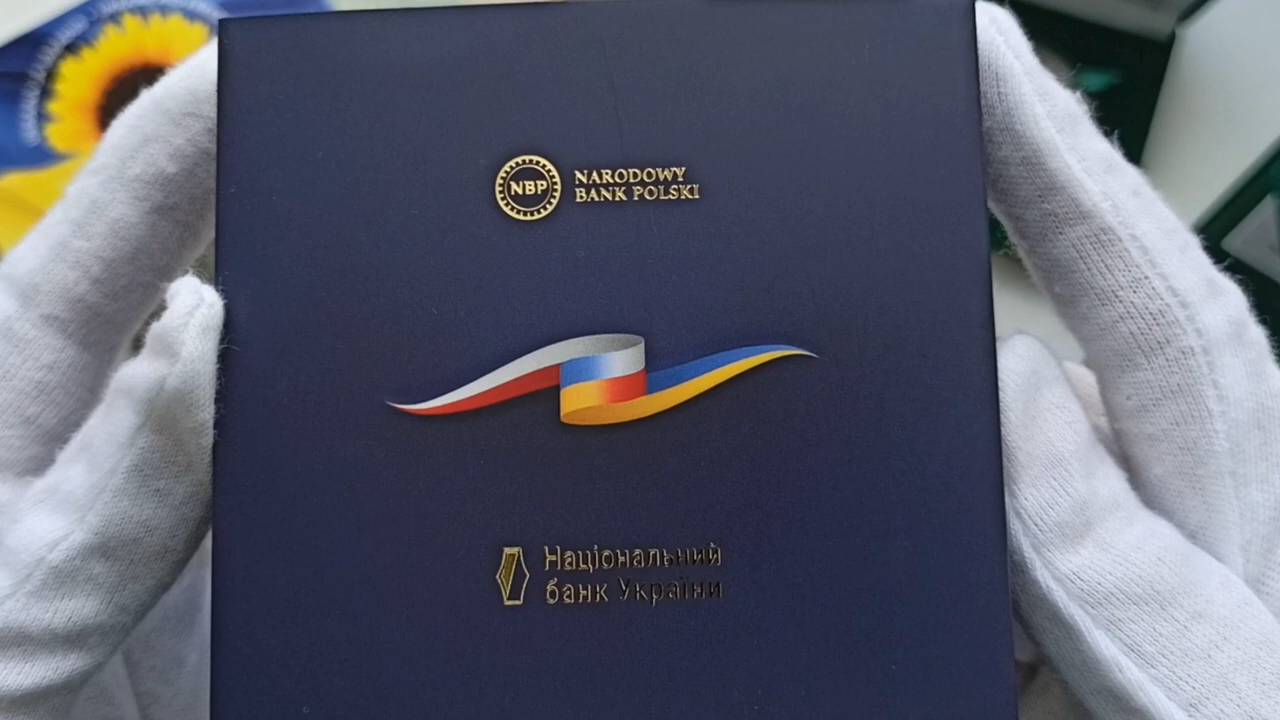 NBP
NARODOWY
BANK POLSKI
Національний
банк України